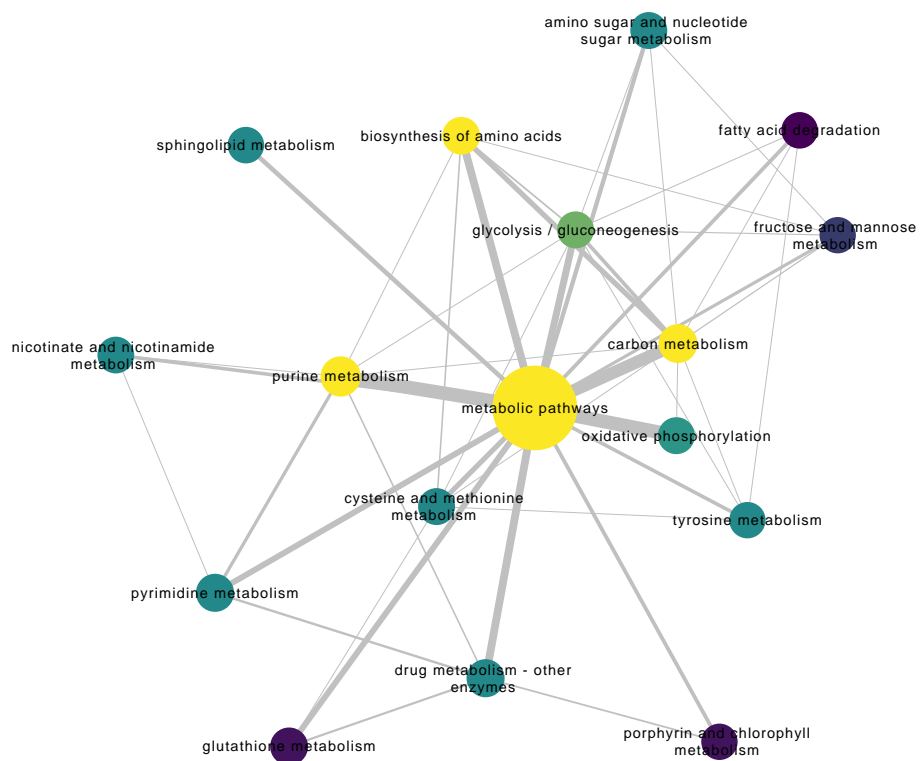 amino sugar and nucleotide
sugar metabolism
fatty acid degradation
biosynthesis of amino acids
sphingolipid metabolism
glycolysis / gluconeogenesis
fructose and mannose
metabolism
nicotinate and nicotinamide
metabolism
carbon metabolism
purine metabolism
metabolic pathways
oxidative phosphorylation
cysteine and methionine
metabolism
tyrosine metabolism
pyrimidine metabolism
drug metabolism - other
enzymes
glutathione metabolism
porphyrin and chlorophyll
metabolism